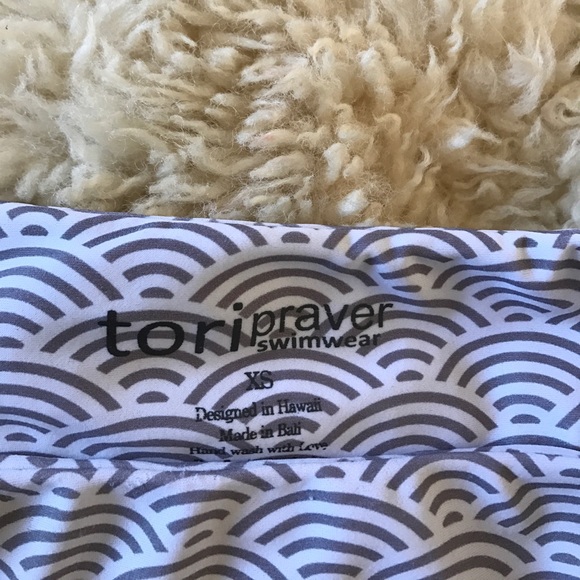 tori praver
swimwear
XS
Designed in Hawaii
Made in Bali
Hand wash with Love